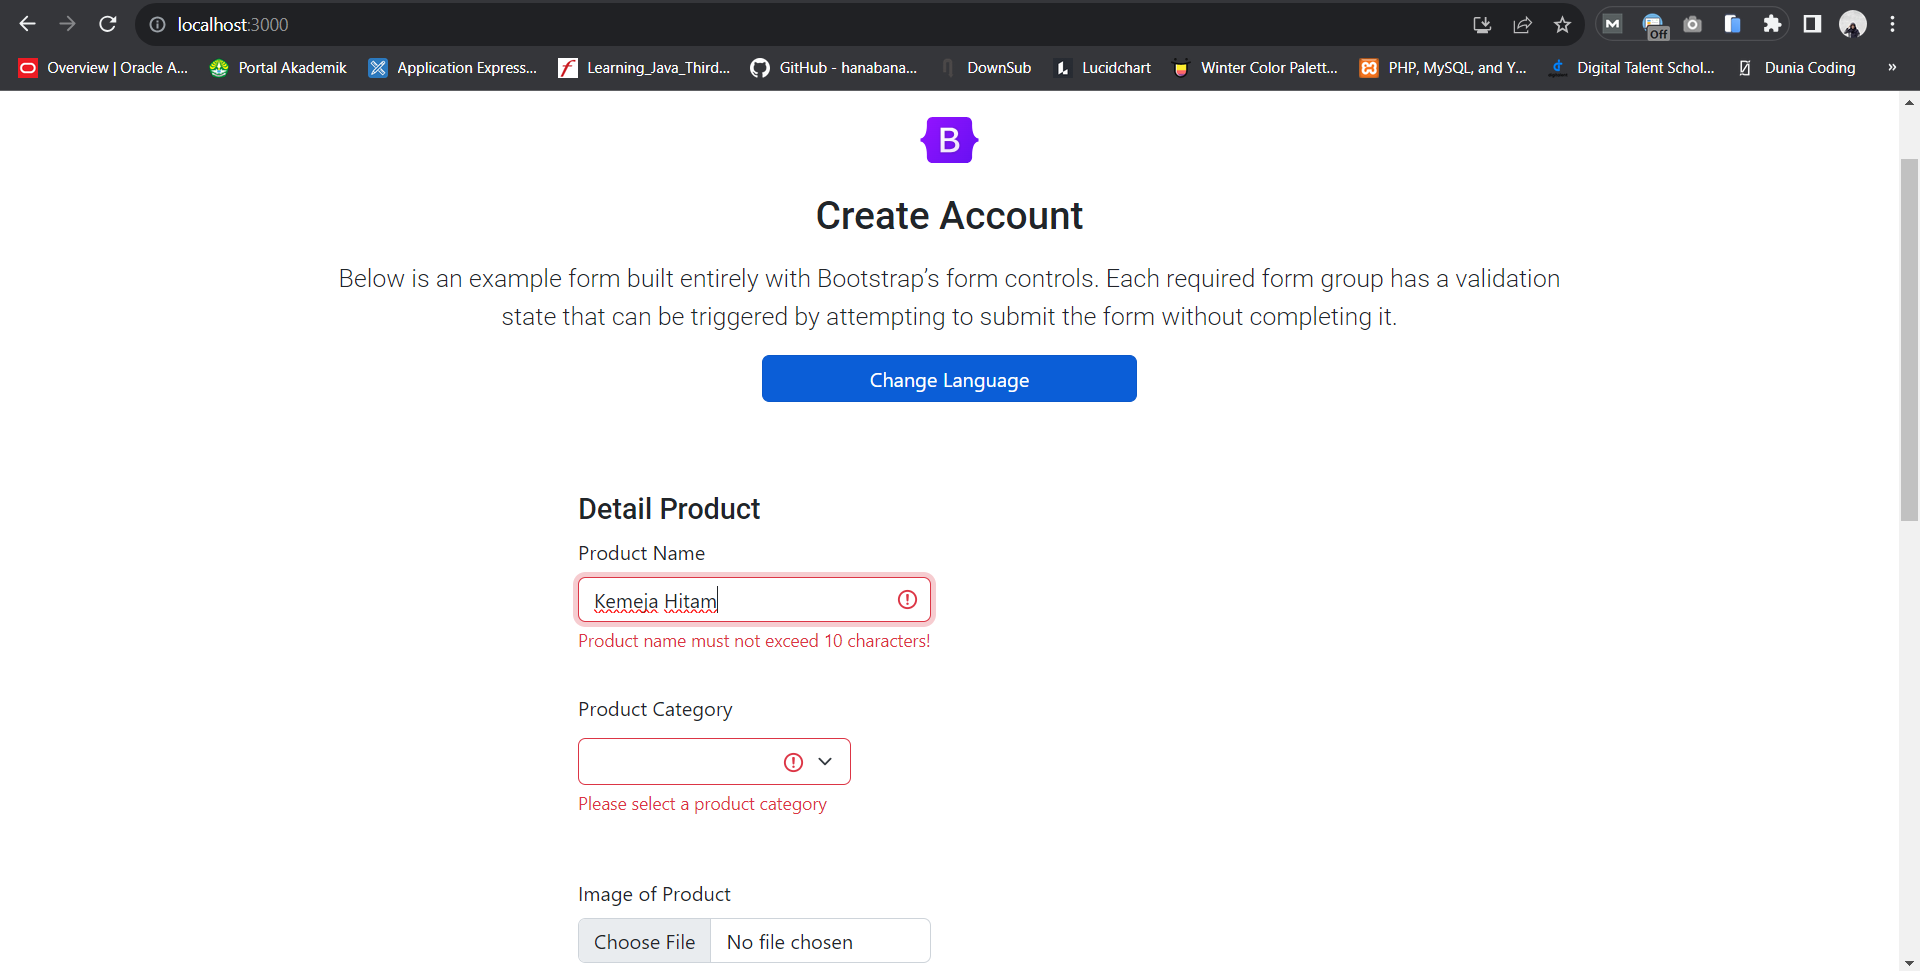 localhost:3000
Off
Overview | Oracle A... Portal Akademik Application Express... Learning_Java_Third... GitHub - hanabana... DownSub Lucidchart Winter Color Palett... PHP, MySQL, and Y... Digital Talent Schol... Dunia Coding »
B
Create Account
Below is an example form built entirely with Bootstrap’s form controls. Each required form group has a validation
state that can be triggered by attempting to submit the form without completing it.
Change Language
Detail Product
Product Name
Kemeja Hitam
Product name must not exceed 10 characters!
Product Category
Please select a product category
Image of Product
Choose File No file chosen